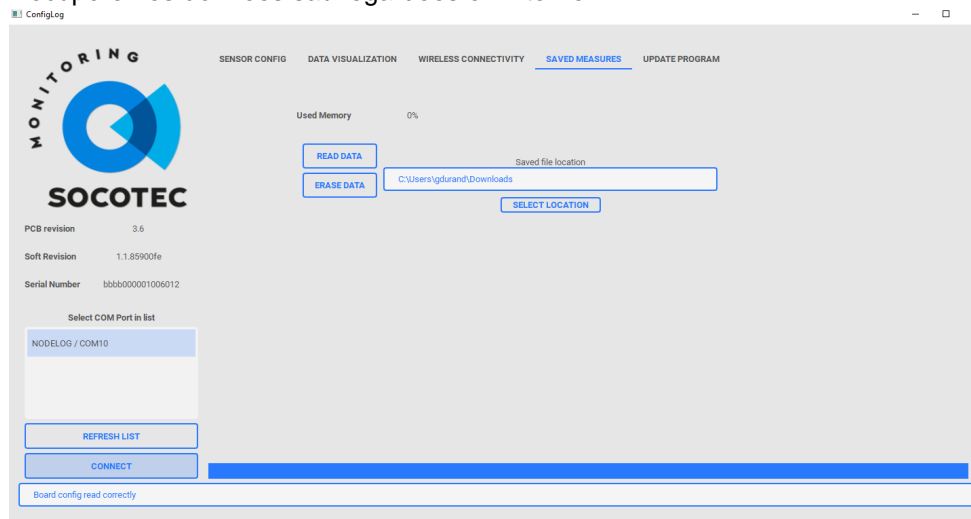 ConfigLog
MONITORING
SOCOTEC
SENSOR CONFIG DATA VISUALIZATION WIRELESS CONNECTIVITY SAVED MEASURES UPDATE PROGRAM
Used Memory 0%
READ DATA
ERASE DATA
Saved file location
C:\Users\gdurand\Downloads
SELECT LOCATION
PCB revision 3.6
Soft Revision 1.1.85900fe
Serial Number bbbb000001006012
Select COM Port in list
NODELOG / COM10
REFRESH LIST
CONNECT
Board config read correctly